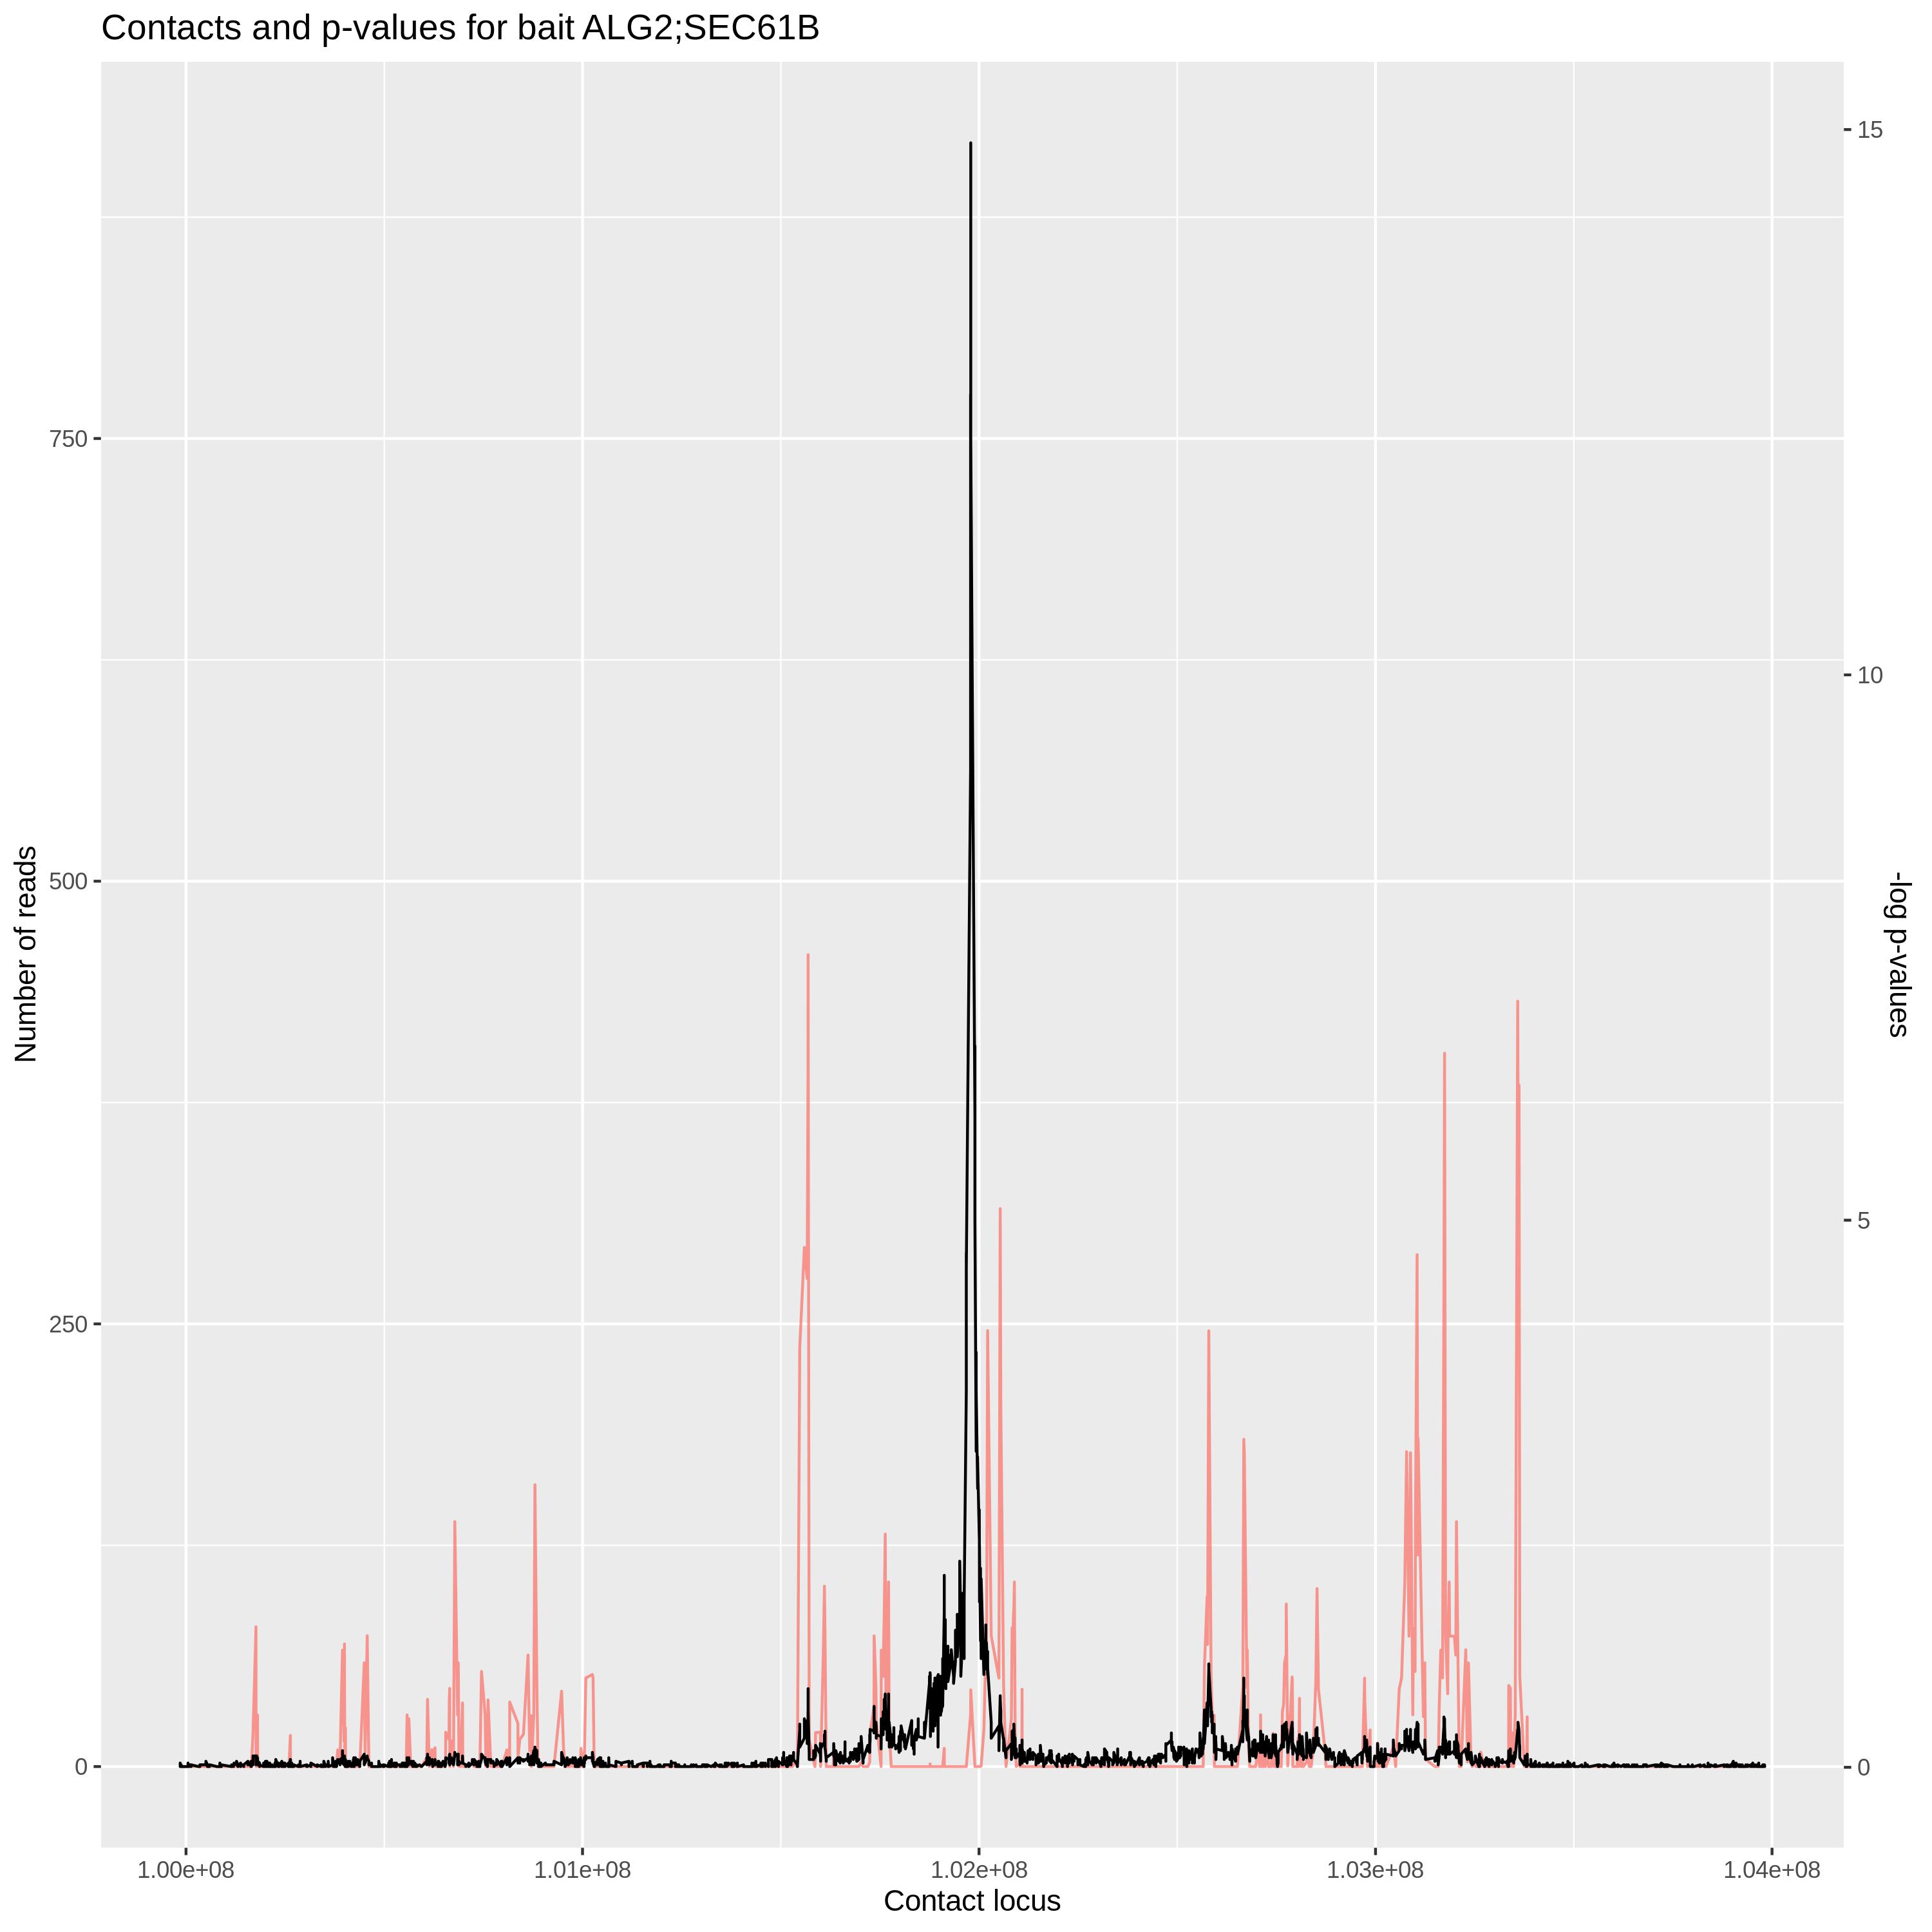 Contacts and p-values for bait ALG2;SEC61B
Number of reads
750
500
250
0
15
10
5
0
-log p-values
1.00e+08
1.01e+08
1.02e+08
1.03e+08
1.04e+08
Contact locus